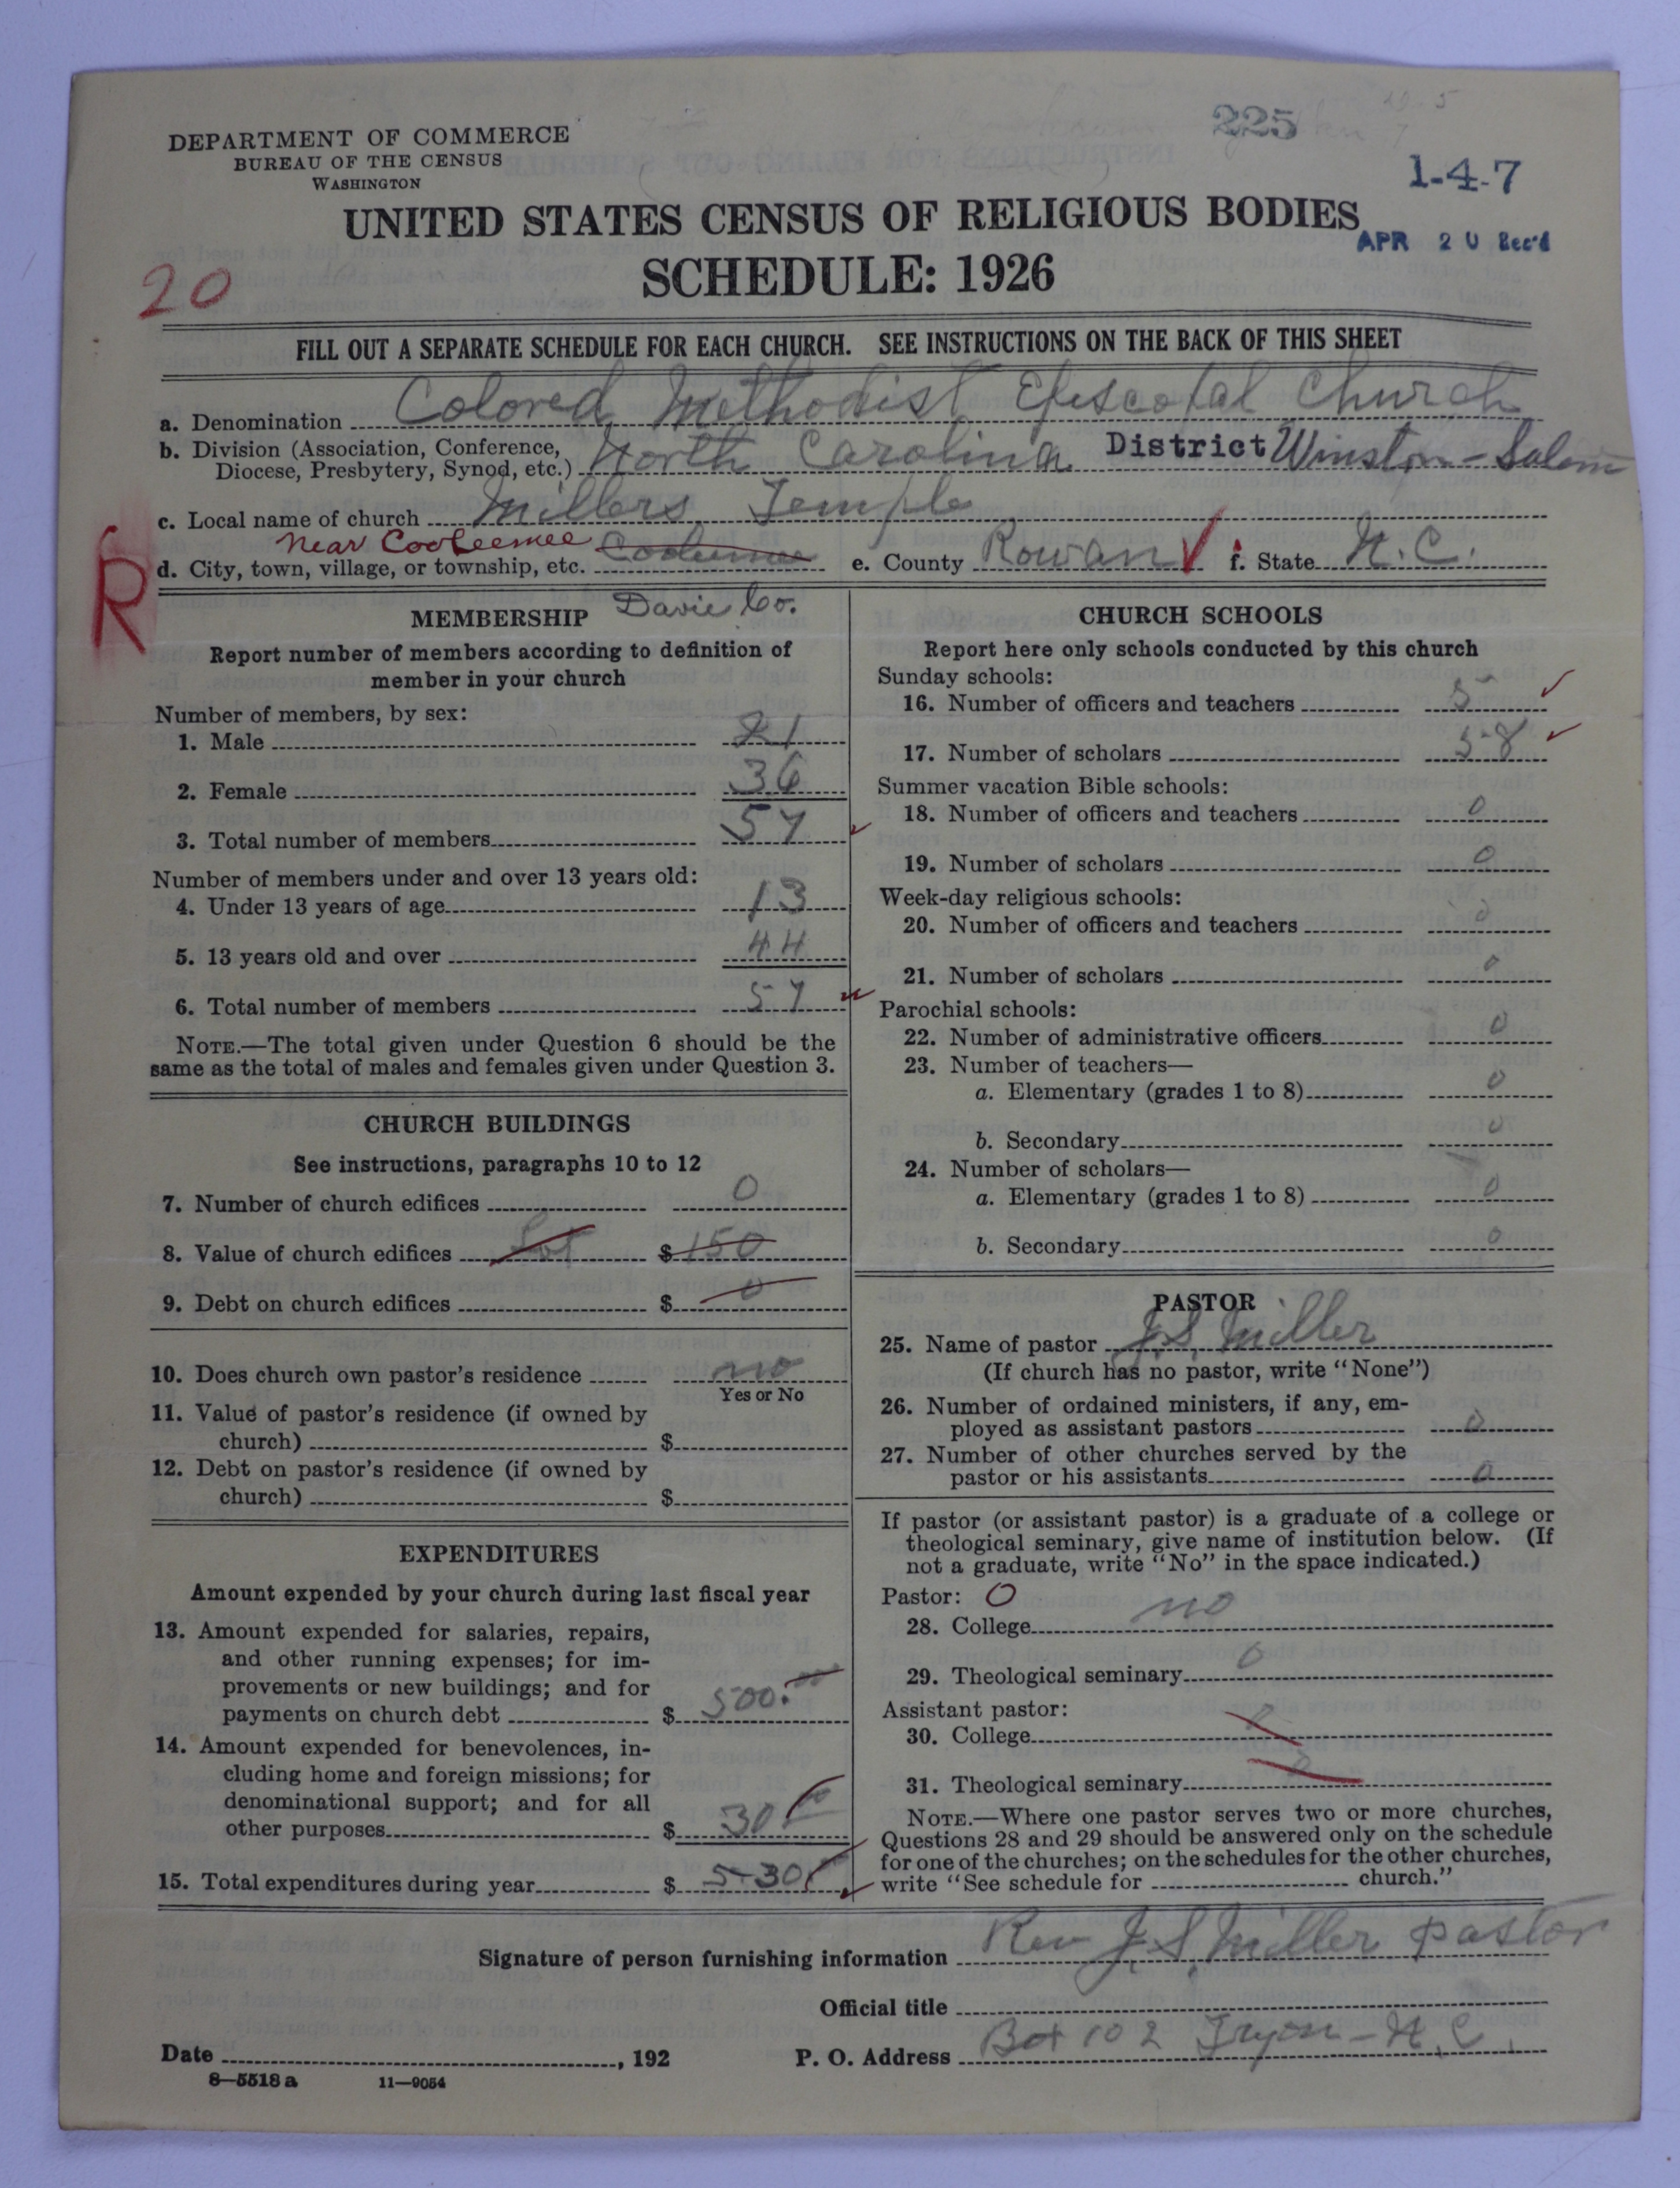 225
DEPARTMENT OF COMMERCE
BUREAU OF THE CENSUS
WASHINGTON
1-4-7
UNITED STATES CENSUS OF RELIGIOUS BODIES
APR 20 Rec'd
SCHEDULE: 1926
20
FILL OUT A SEPARATE SCHEDULE FOR EACH CHURCH. SEE INSTRUCTIONS ON THE BACK OF THIS SHEET
a. Denomination Colored Methodist Episcopal Church
b. Division (Association, Conference,
Diocese, Presbytery, Synod, etc.) North Carolina District Winston-Salem
c. Local name of church Millers Temple
Near Cooleemee
d. City, town, village, or township, etc. Cooleemee e. County Rowan f. State N.C.
R
Davie Co.
MEMBERSHIP
Report number of members according to definition of
member in your church
Number of members, by sex:
1. Male 21
2. Female 36
3. Total number of members 57
Number of members under and over 13 years old:
4. Under 13 years of age 13
5. 13 years old and over 44
6. Total number of members 57
NOTE.—The total given under Question 6 should be the
same as the total of males and females given under Question 3.
CHURCH BUILDINGS
See instructions, paragraphs 10 to 12
7. Number of church edifices 0
8. Value of church edifices Lot $150
9. Debt on church edifices $ 0
10. Does church own pastor's residence no
Yes or No
11. Value of pastor's residence (if owned by
church) $
12. Debt on pastor's residence (if owned by
church) $
EXPENDITURES
Amount expended by your church during last fiscal year
13. Amount expended for salaries, repairs,
and other running expenses; for im-
provements or new buildings; and for
payments on church debt $ 500.
14. Amount expended for benevolences, in-
cluding home and foreign missions; for
denominational support; and for all
other purposes $ 30
15. Total expenditures during year $ 530
CHURCH SCHOOLS
Report here only schools conducted by this church
Sunday schools:
16. Number of officers and teachers 5
17. Number of scholars 58
Summer vacation Bible schools:
18. Number of officers and teachers 0
19. Number of scholars 0
Week-day religious schools:
20. Number of officers and teachers 0
21. Number of scholars 0
Parochial schools:
22. Number of administrative officers 0
23. Number of teachers—
a. Elementary (grades 1 to 8) 0
b. Secondary 0
24. Number of scholars—
a. Elementary (grades 1 to 8) 0
b. Secondary 0
PASTOR
25. Name of pastor J.S. Miller
(If church has no pastor, write "None")
26. Number of ordained ministers, if any, em-
ployed as assistant pastors 0
27. Number of other churches served by the
pastor or his assistants 0
If pastor (or assistant pastor) is a graduate of a college or
theological seminary, give name of institution below. (If
not a graduate, write "No" in the space indicated.)
Pastor: O
28. College no
29. Theological seminary 0
Assistant pastor:
30. College
31. Theological seminary
NOTE.—Where one pastor serves two or more churches,
Questions 28 and 29 should be answered only on the schedule
for one of the churches; on the schedules for the other churches,
write "See schedule for church."
Signature of person furnishing information Rev J.S. Miller pastor
Official title
Date , 192 P. O. Address Box 102 Tryon - N.C.
8—5518 a 11—9054